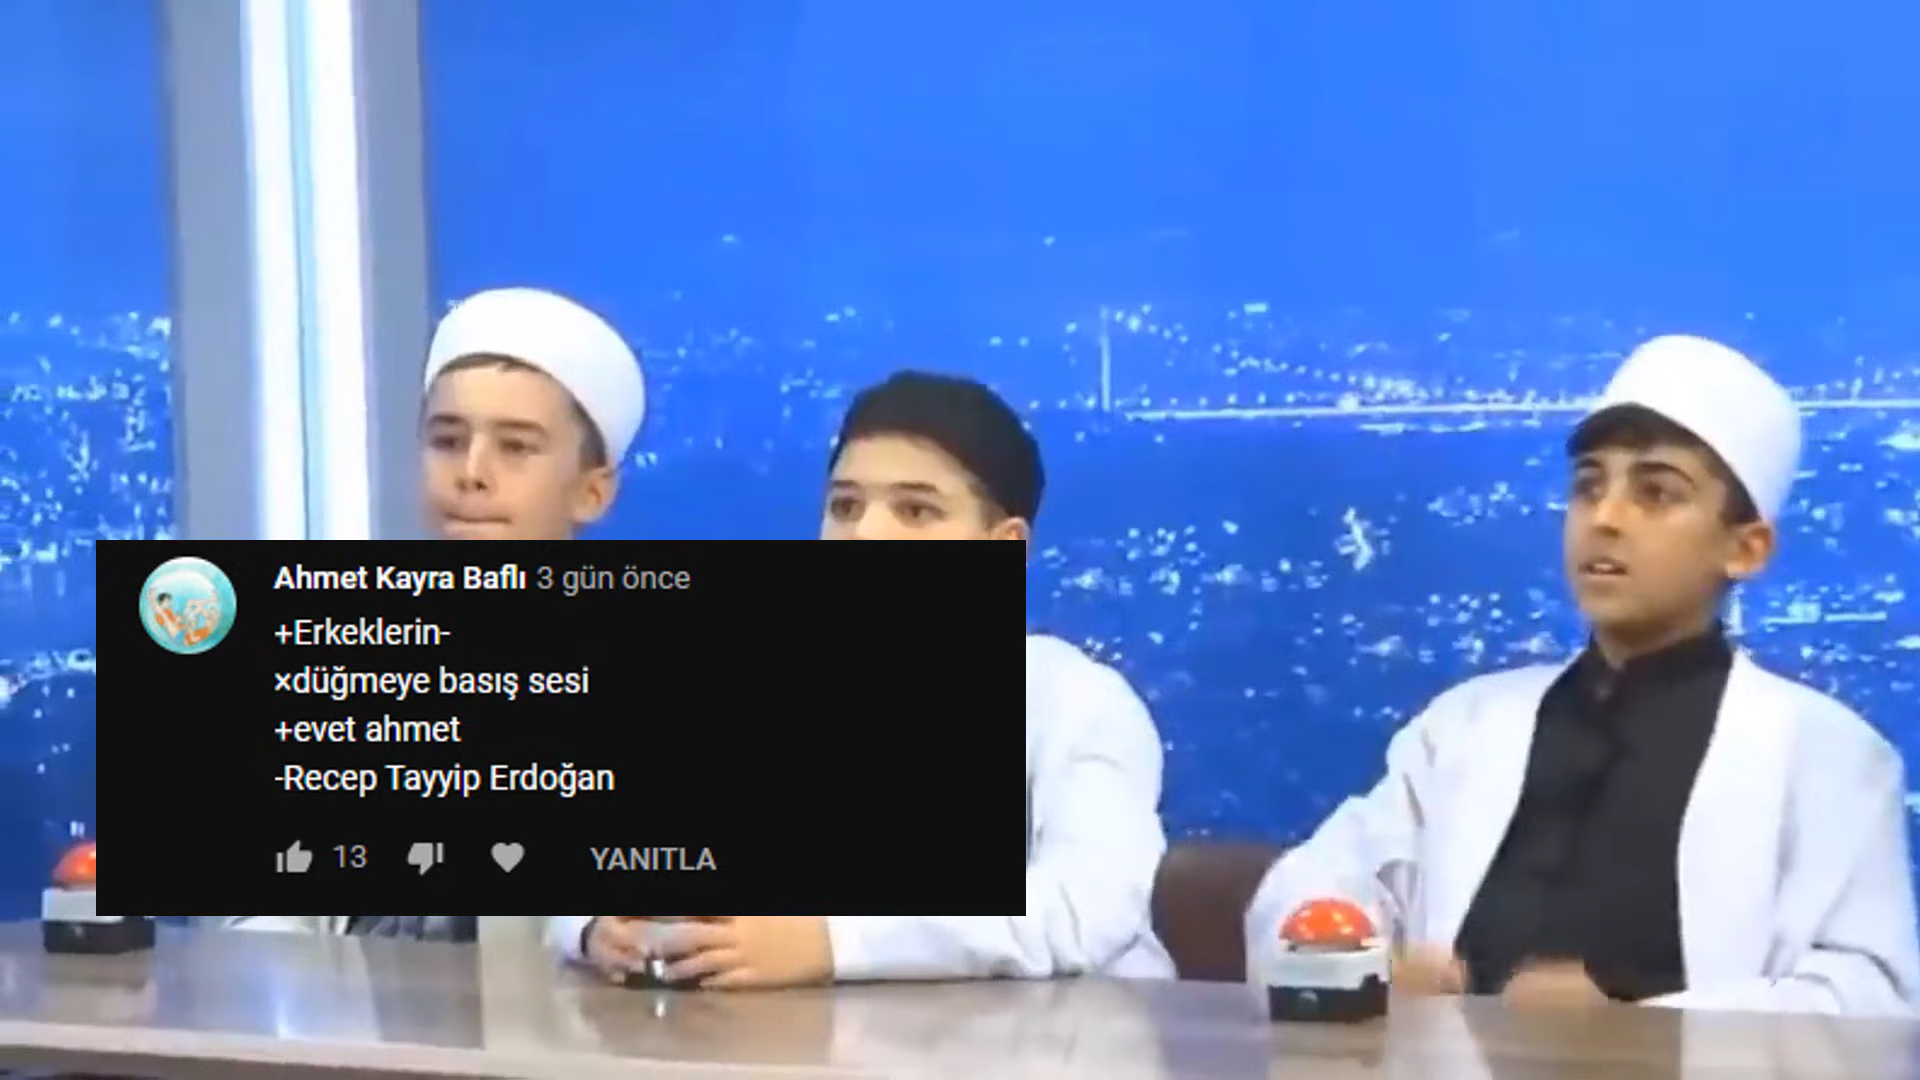 Ahmet Kayra Baflı 3 gün önce
+Erkeklerin-
×düğmeye basış sesi
+evet ahmet
-Recep Tayyip Erdoğan
13 YANITLA